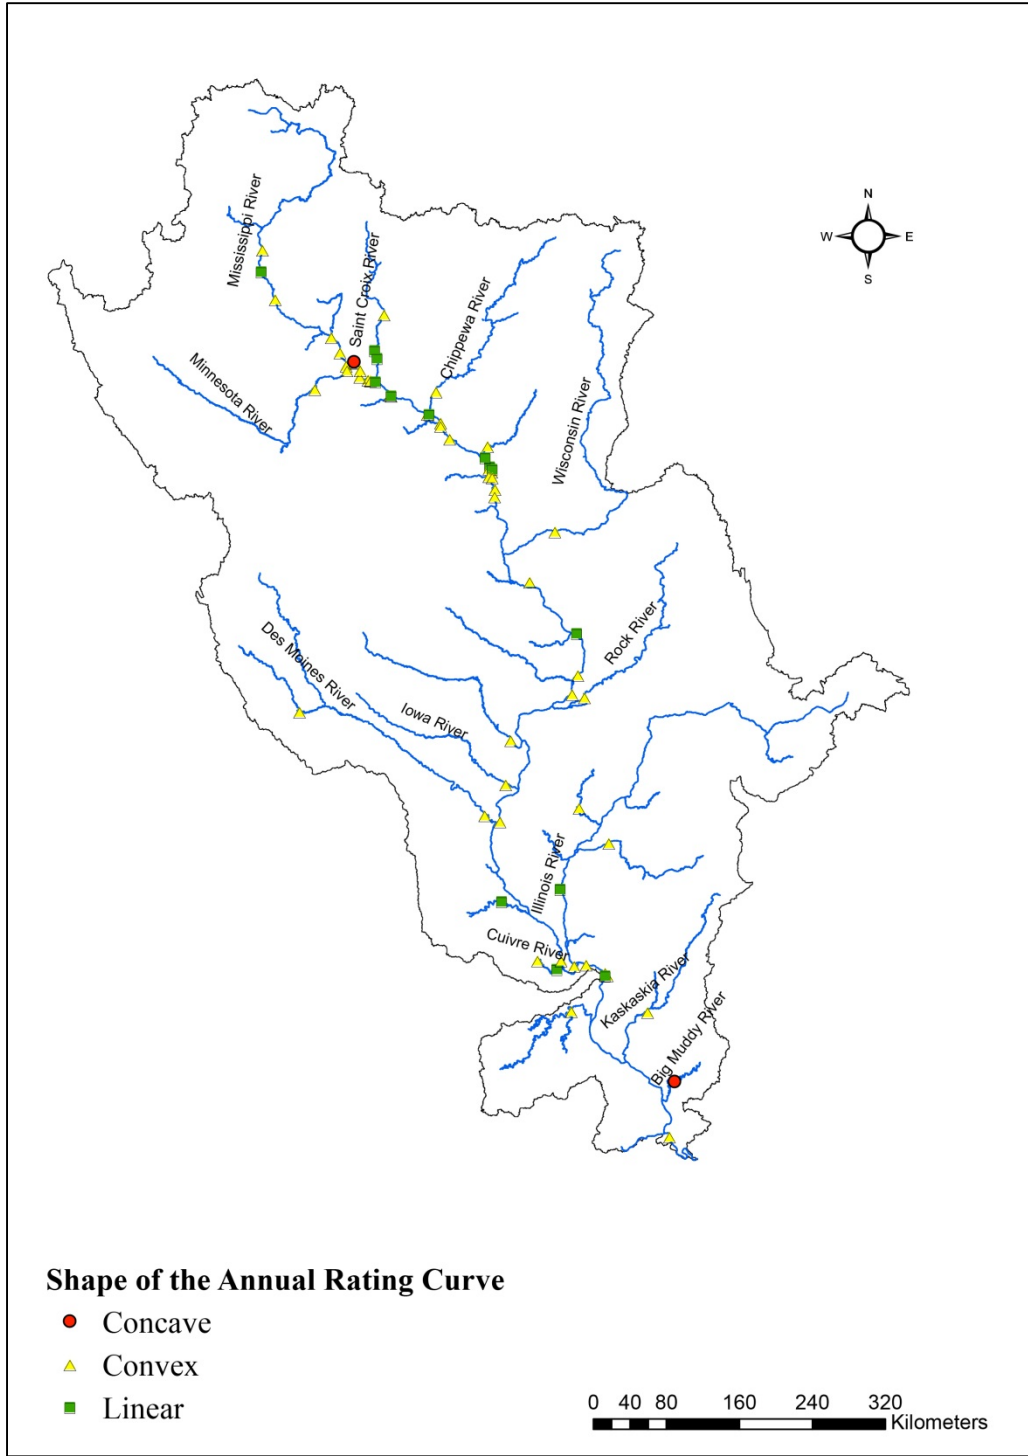 N
W E
S
Mississippi River
Saint Croix River
Chippewa River
Minnesota River
Wisconsin River
Rock River
Des Moines River
Iowa River
Illinois River
Cuivre River
Kaskaskia River
Big Muddy River
Shape of the Annual Rating Curve
Concave
Convex
Linear
0 40 80 160 240 320
Kilometers